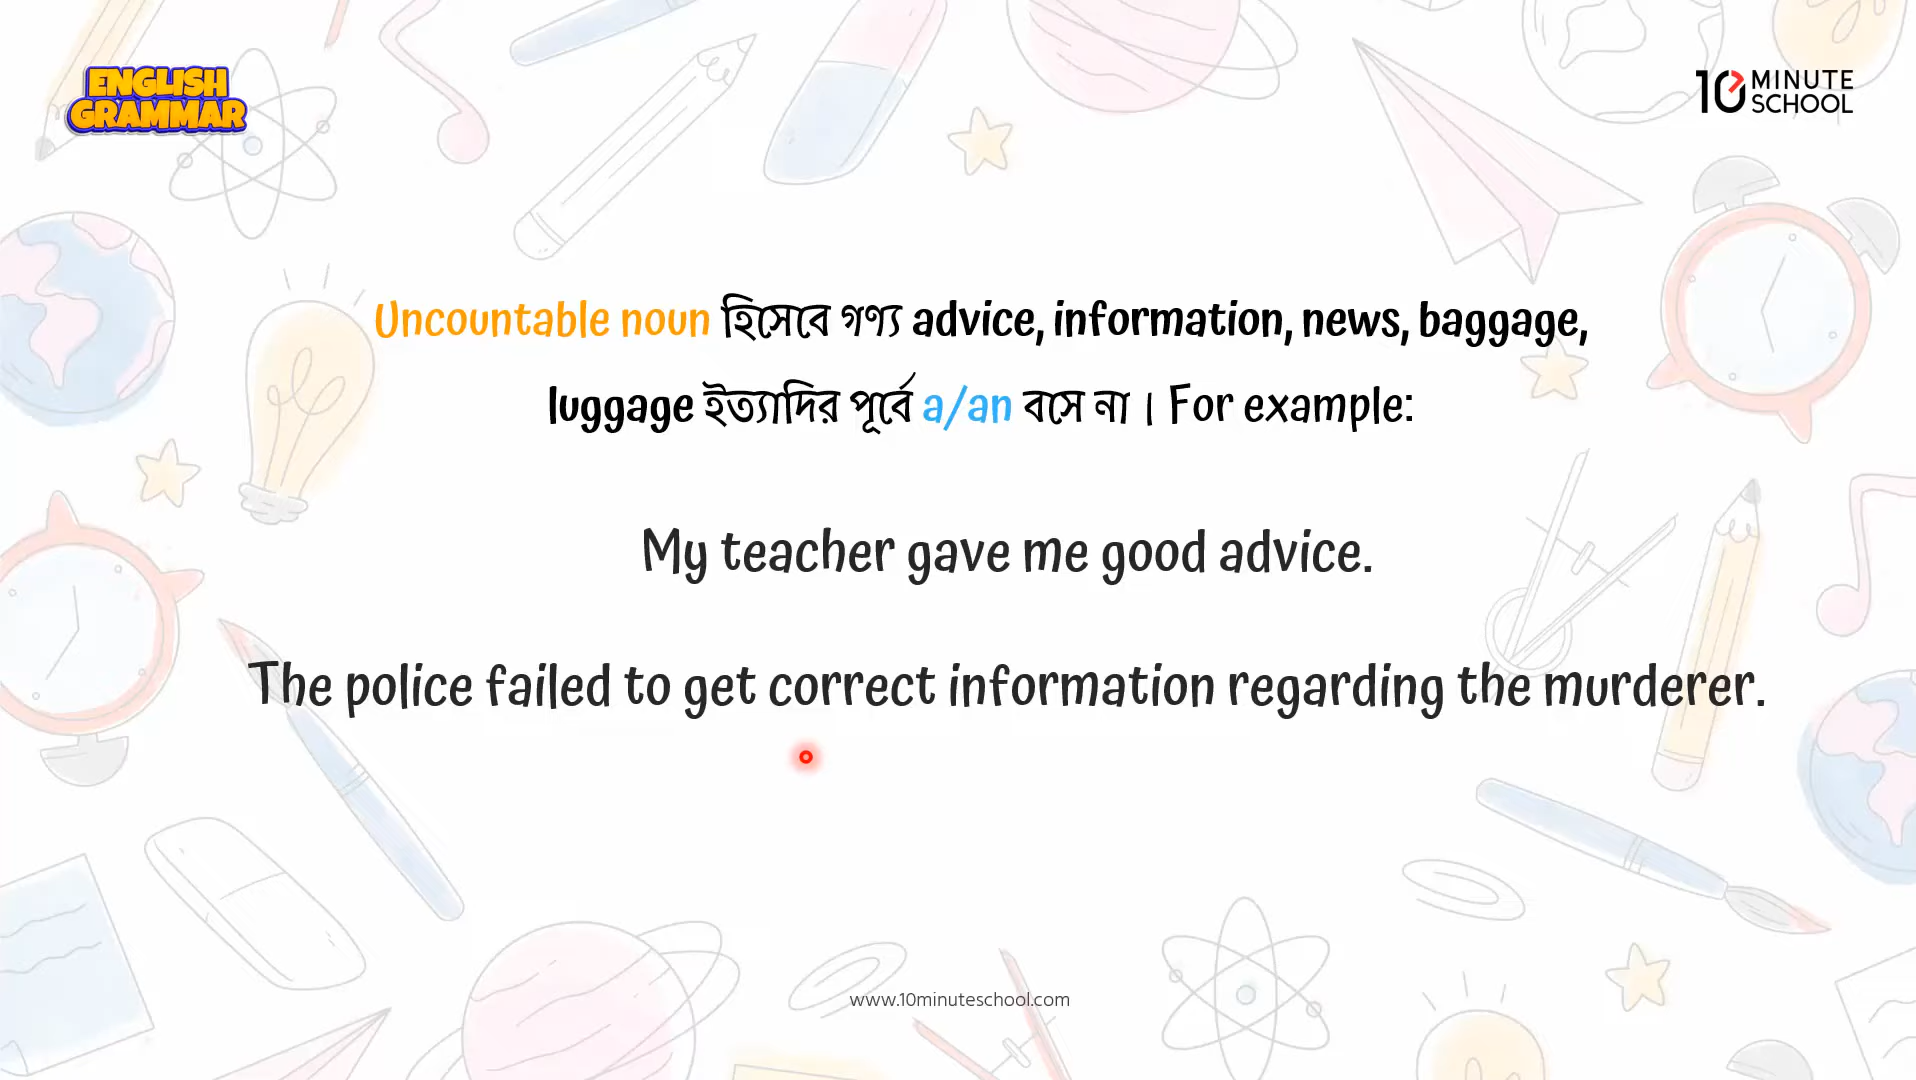 ENGLISH
GRAMMAR
10 MINUTE
SCHOOL
Uncountable noun হিসেবে গণ্য advice, information, news, baggage,
luggage ইত্যাদির পূর্বে a/an বসে না । For example:
My teacher gave me good advice.
The police failed to get correct information regarding the murderer.
www.10minuteschool.com